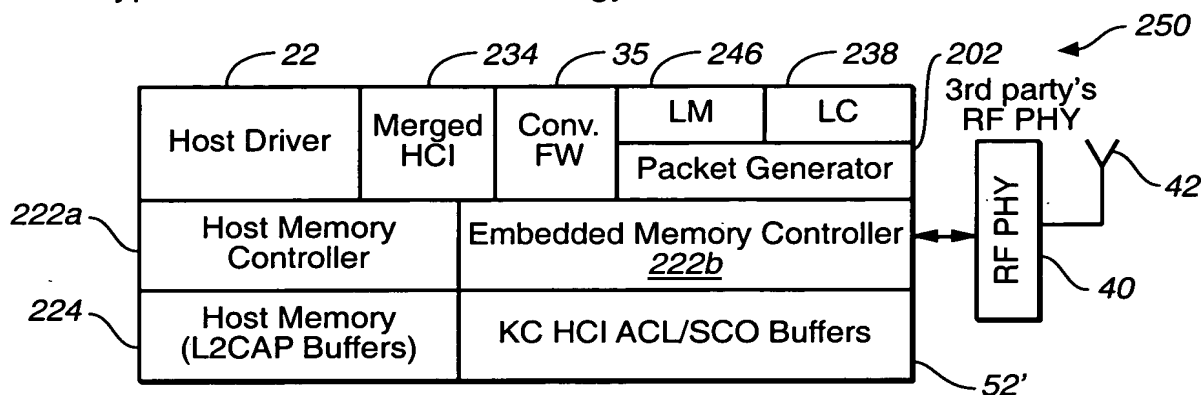 22
234
35
246
238
202
250
Host Driver
Merged
HCI
Conv.
FW
LM
LC
Packet Generator
3rd party's
RF PHY
42
222a
Host Memory
Controller
Embedded Memory Controller
222b
RF PHY
40
224
Host Memory
(L2CAP Buffers)
KC HCI ACL/SCO Buffers
52'